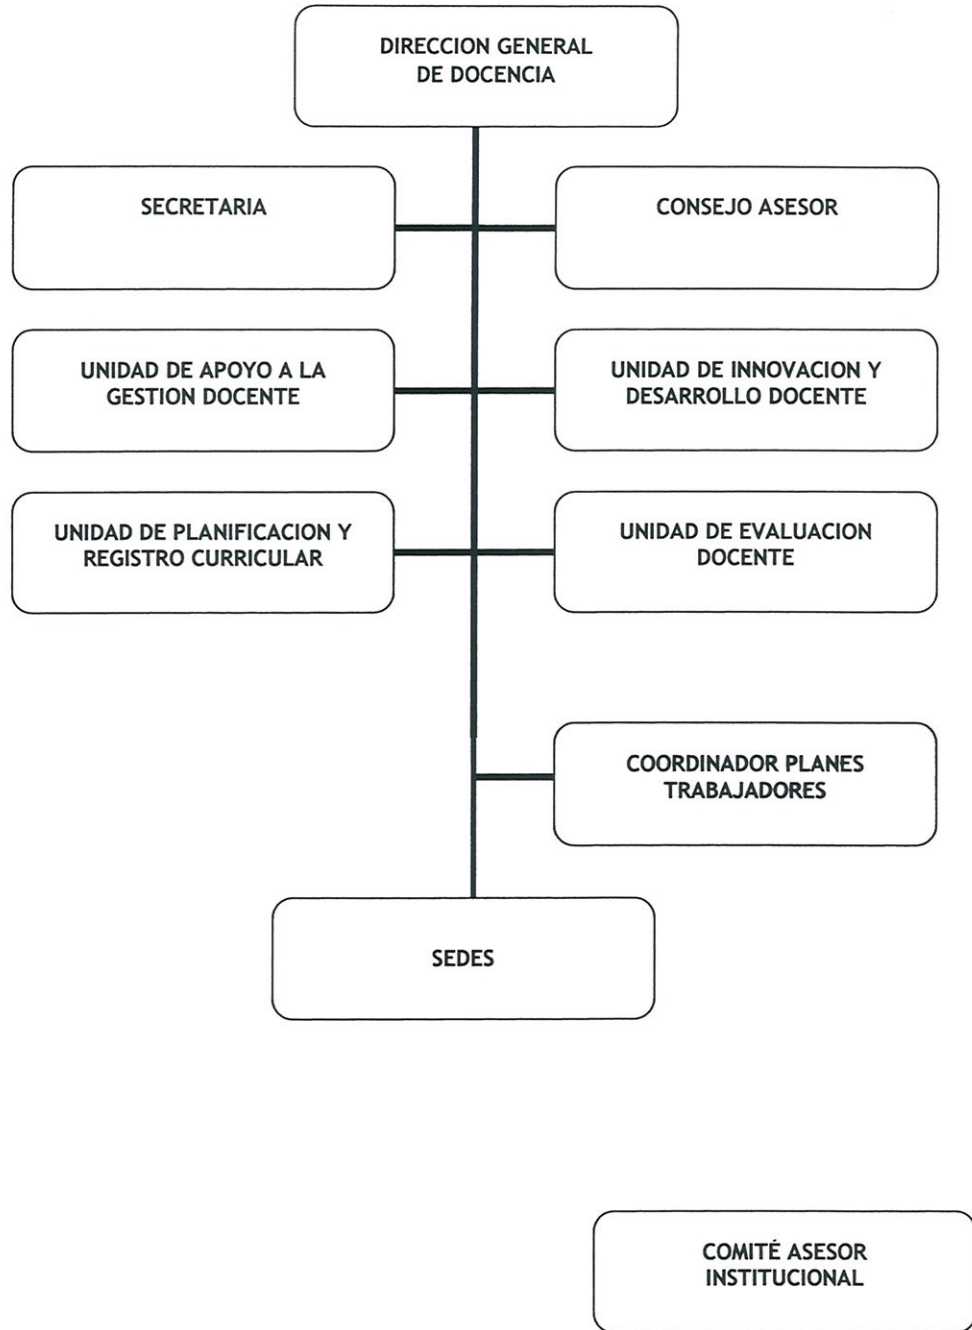 DIRECCION GENERAL
DE DOCENCIA
SECRETARIA
CONSEJO ASESOR
UNIDAD DE APOYO A LA
GESTION DOCENTE
UNIDAD DE INNOVACION Y
DESARROLLO DOCENTE
UNIDAD DE PLANIFICACION Y
REGISTRO CURRICULAR
UNIDAD DE EVALUACION
DOCENTE
COORDINADOR PLANES
TRABAJADORES
SEDES
COMITÉ ASESOR
INSTITUCIONAL